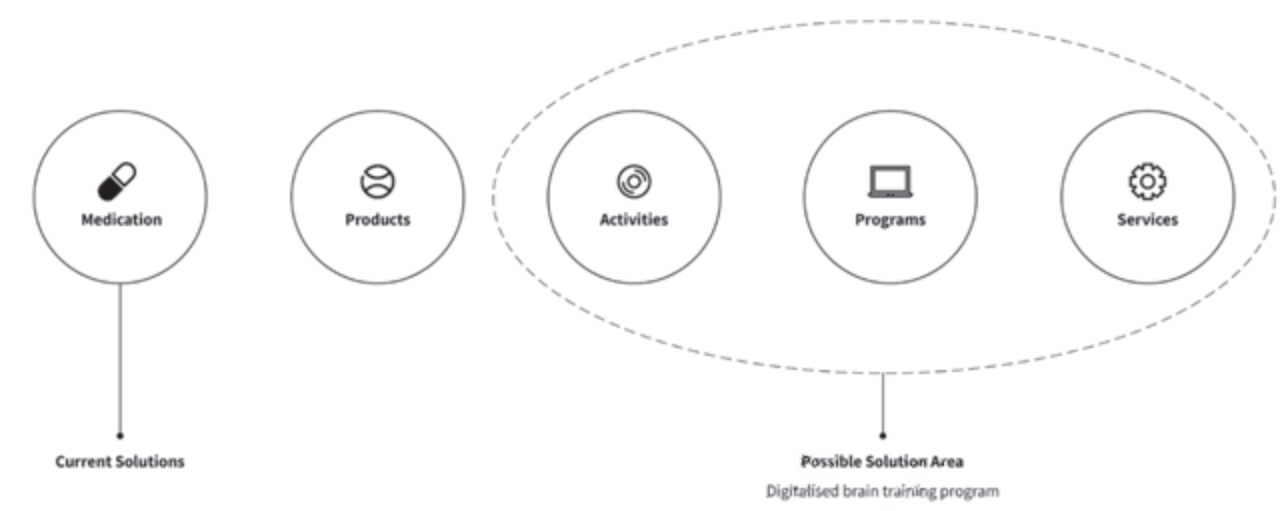 Medication
Products
Activities
Programs
Services
Current Solutions
Possible Solution Area
Digitalised brain training program